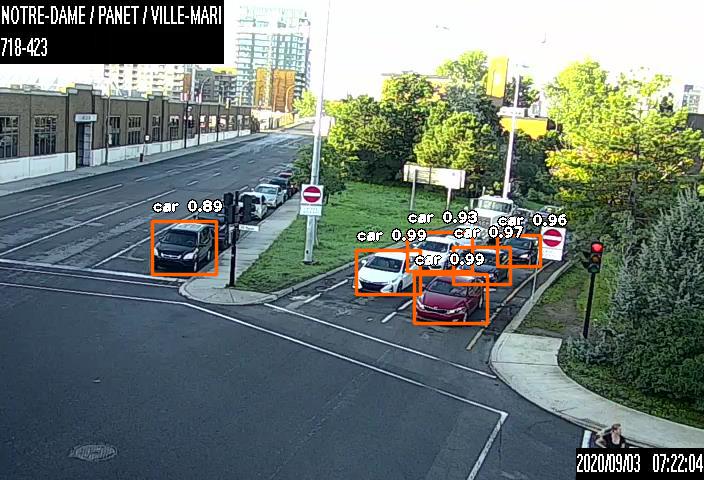 NOTRE-DAME / PANET / VILLE-MARI
718-423
car 0.89
car 0.93
car 0.96
car 0.97
car 0.99
car 0.99
2020/09/03 07:22:04